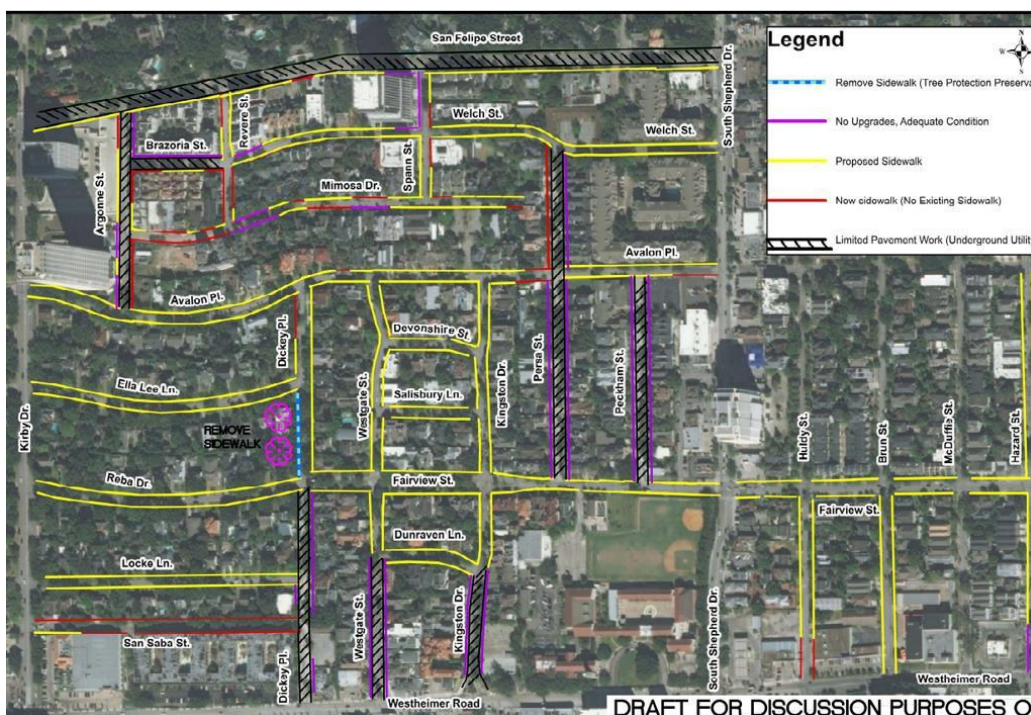 San Felipe Street
South Shepherd Dr.
Legend
N
W
S
Remove Sidewalk (Tree Protection Preserva
No Upgrades, Adequate Condition
Proposed Sidewalk
Now cidowalk (No Existing Sidewalk)
Limited Pavement Work (Underground Utilit
Revere St.
Welch St.
Welch St.
Brazoria St.
Spann St.
Mimosa Dr.
Argonne St.
Avalon Pl.
Avalon Pl.
Dickey Pl.
Devonshire St.
Persa St.
Peckham St.
Ella Lee Ln.
Westgate St.
Salisbury Ln.
Kingston Dr.
Kirby Dr.
REMOVE
SIDEWALK
Huldy St.
Brun St
McDuffie St.
Hazard St.
Reba Dr.
Fairview St.
Fairview St.
Dunraven Ln.
Locke Ln.
San Saba St.
Dickey Pl.
Westgate St.
Kingston Dr.
South Shepherd Dr.
Westheimer Road
Westheimer Road
DRAFT FOR DISCUSSION PURPOSES O